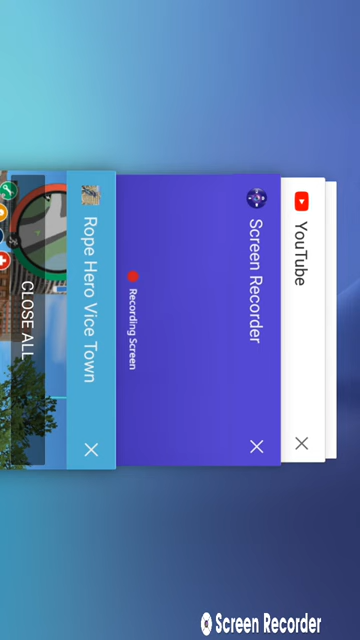 YouTube
Screen Recorder
Recording Screen
Rope Hero Vice Town
CLOSE ALL
Screen Recorder